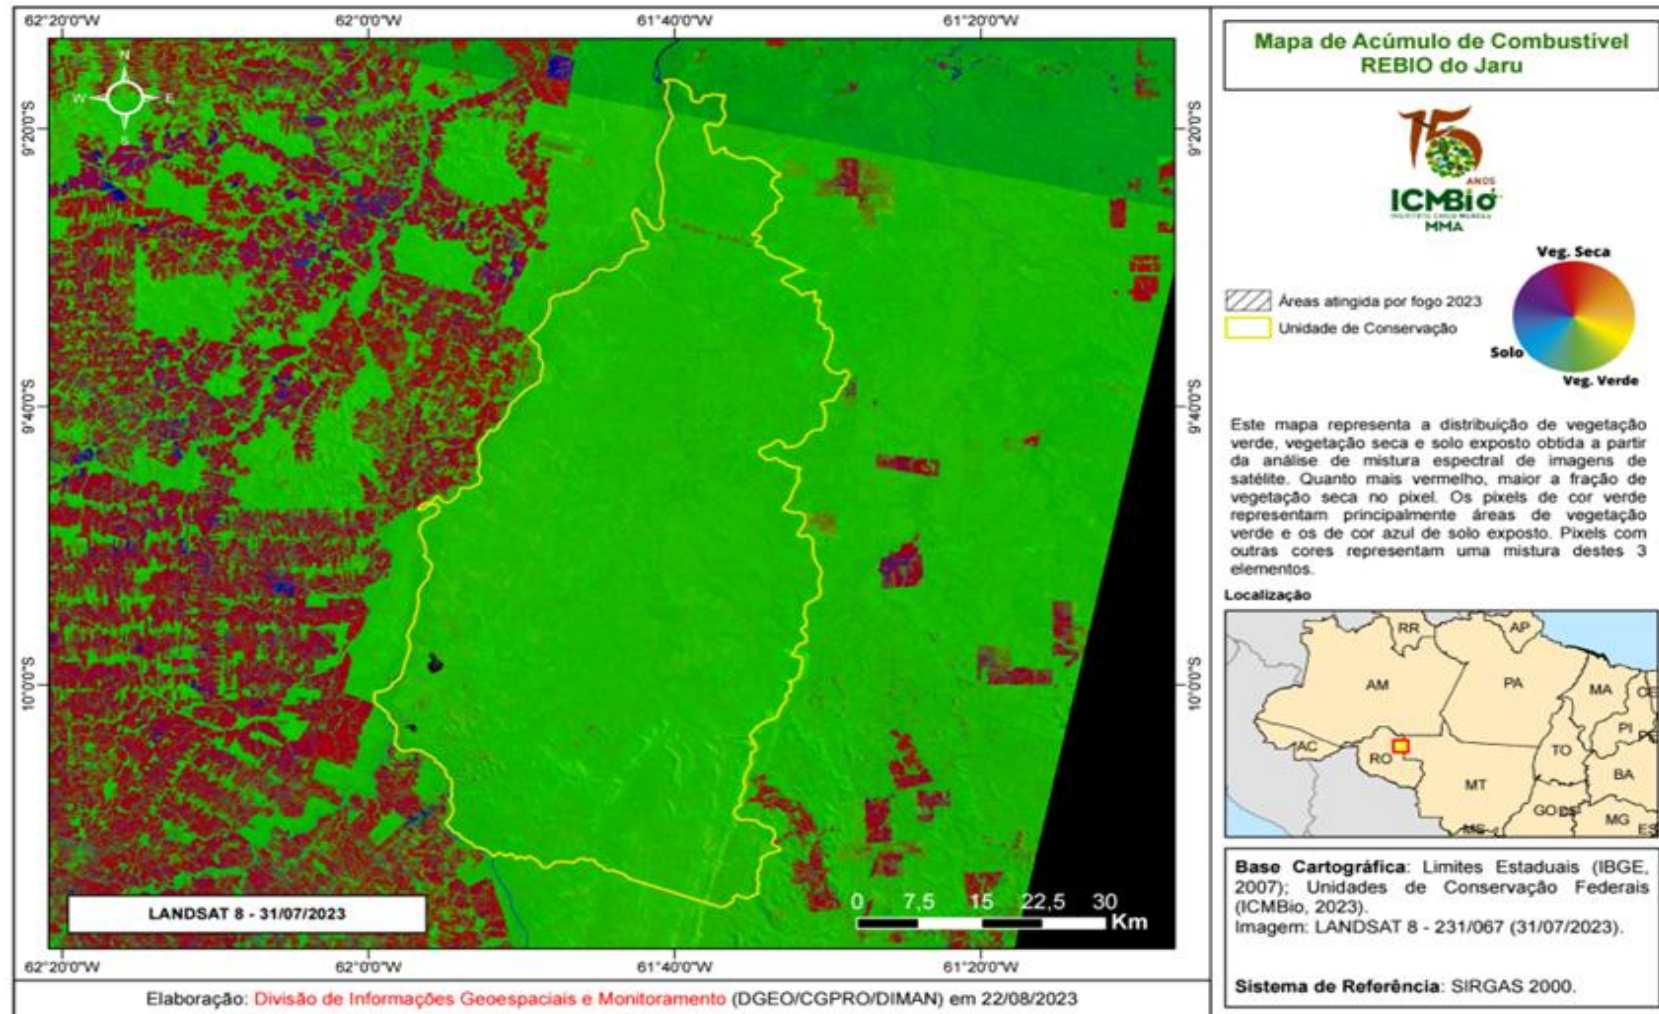 62°20'0"W 62°0'0"W 61°40'0"W 61°20'0"W
N
W E
S
9°20'0"S 9°20'0"S
9°40'0"S 9°40'0"S
10°0'0"S 10°0'0"S
LANDSAT 8 - 31/07/2023
0 7,5 15 22,5 30
Km
62°20'0"W 62°0'0"W 61°40'0"W 61°20'0"W
Elaboração: Divisão de Informações Geoespaciais e Monitoramento (DGEO/CGPRO/DIMAN) em 22/08/2023
Mapa de Acúmulo de Combustível
REBIO do Jaru
15
ANOS
ICMBio
INSTITUTO CHICO MENDES
MMA
Veg. Seca
Áreas atingida por fogo 2023
Unidade de Conservação
Solo
Veg. Verde
Este mapa representa a distribuição de vegetação
verde, vegetação seca e solo exposto obtida a partir
da análise de mistura espectral de imagens de
satélite. Quanto mais vermelho, maior a fração de
vegetação seca no pixel. Os pixels de cor verde
representam principalmente áreas de vegetação
verde e os de cor azul de solo exposto. Pixels com
outras cores representam uma mistura destes 3
elementos.
Localização
RR AP
AM PA MA CE
PI PE
AC RO TO
BA
MT
GO DF
MS MG ES
Base Cartográfica: Limites Estaduais (IBGE,
2007); Unidades de Conservação Federais
(ICMBio, 2023).
Imagem: LANDSAT 8 - 231/067 (31/07/2023).
Sistema de Referência: SIRGAS 2000.